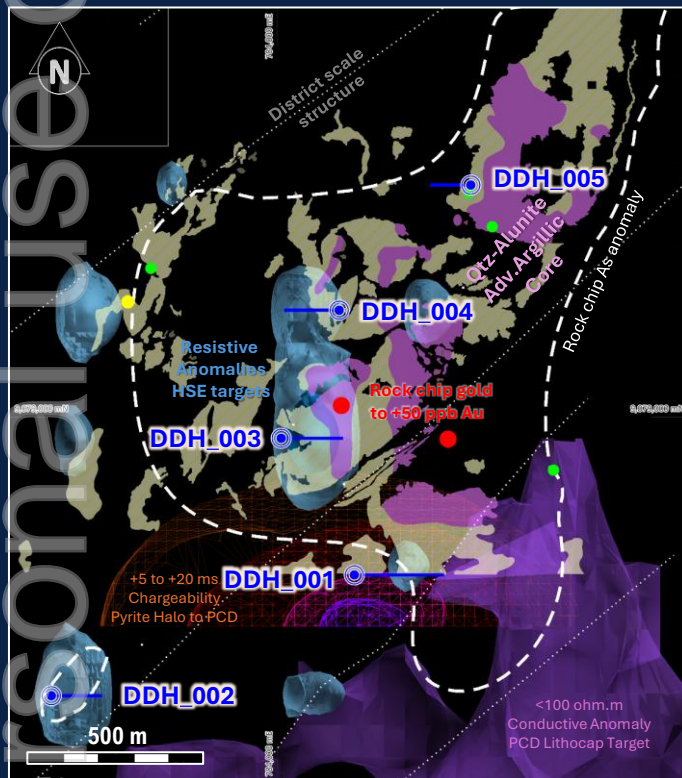 N
District scale
structure
DDH_005
Qtz-Alunite
Adv.Argillic
Core
Rock chip As anomaly
DDH_004
Resistive
Anomalies
HSE targets
Rock chip gold
to +50 ppb Au
DDH_003
+5 to +20 ms
Chargeability.
Pyrite Halo to PCD
DDH_001
DDH_002
<100 ohm.m
Conductive Anomaly
PCD Lithocap Target
500 m
rsonal use o